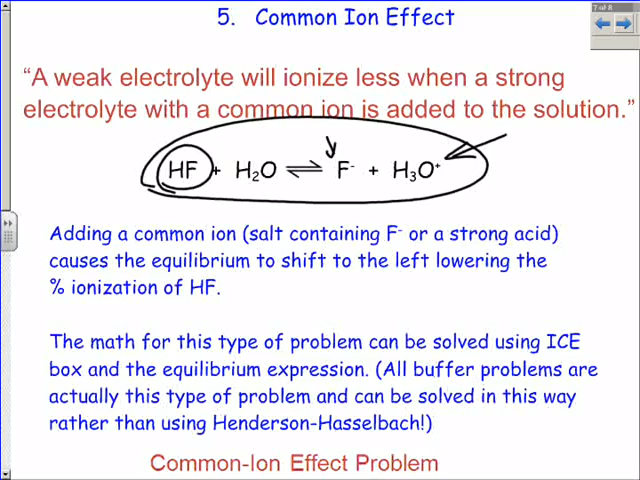 7 of 8
5. Common Ion Effect
“A weak electrolyte will ionize less when a strong
electrolyte with a common ion is added to the solution.”
HF + H₂O ⇌ F⁻ + H₃O⁺
Adding a common ion (salt containing F⁻ or a strong acid)
causes the equilibrium to shift to the left lowering the
% ionization of HF.
The math for this type of problem can be solved using ICE
box and the equilibrium expression. (All buffer problems are
actually this type of problem and can be solved in this way
rather than using Henderson-Hasselbach!)
Common-Ion Effect Problem